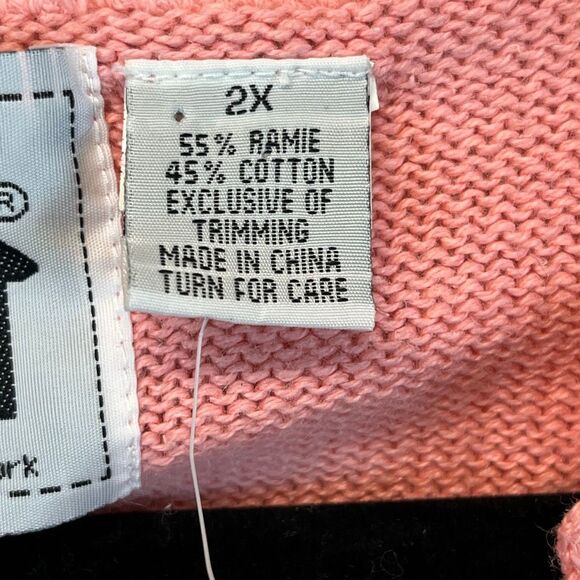 2X
55% RAMIE
45% COTTON
EXCLUSIVE OF
TRIMMING
MADE IN CHINA
TURN FOR CARE
®